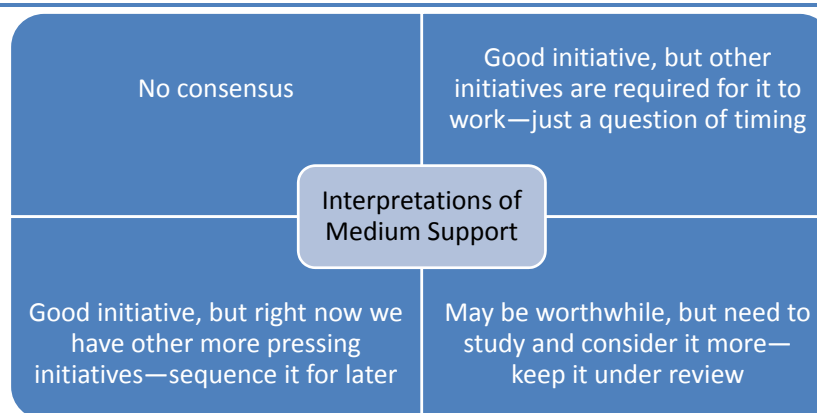 No consensus
Good initiative, but other
initiatives are required for it to
work—just a question of timing
Interpretations of
Medium Support
Good initiative, but right now we
have other more pressing
initiatives—sequence it for later
May be worthwhile, but need to
study and consider it more—
keep it under review